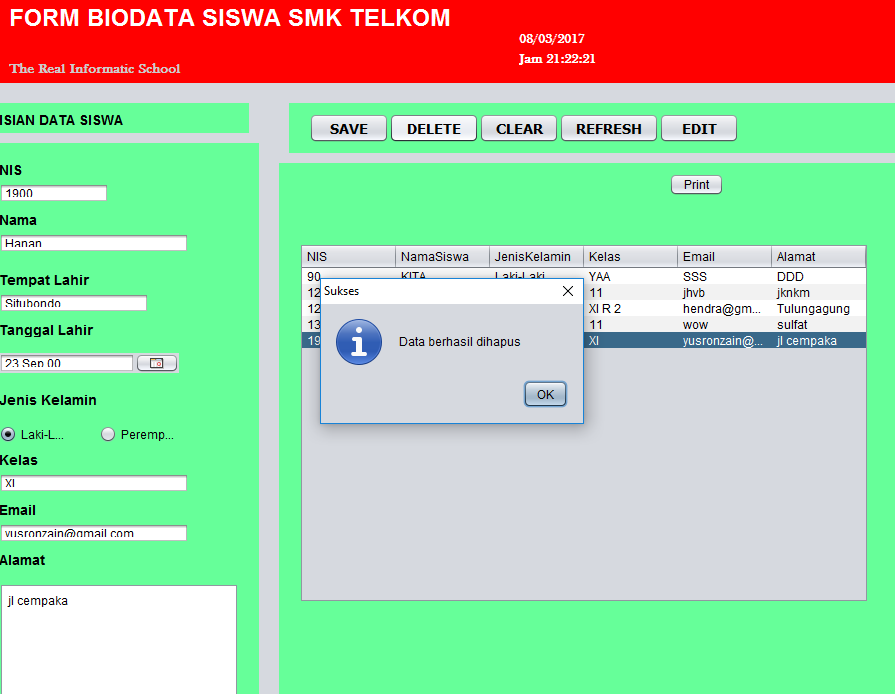 FORM BIODATA SISWA SMK TELKOM
08/03/2017
Jam 21:22:21
The Real Informatic School
ISIAN DATA SISWA
SAVE DELETE CLEAR REFRESH EDIT
NIS
1900
Nama
Hanan
Tempat Lahir
Situbondo
Tanggal Lahir
23 Sep 00
Jenis Kelamin
Laki-L... Peremp...
Kelas
XI
Email
yusronzain@gmail.com
Alamat
jl cempaka
Print
NIS NamaSiswa JenisKelamin Kelas Email Alamat
90 KITA Laki-Laki YAA SSS DDD
12 11 jhvb jknkm
12 XI R 2 hendra@gm... Tulungagung
13 11 wow sulfat
19 XI yusronzain@... jl cempaka
Sukses
Data berhasil dihapus
OK